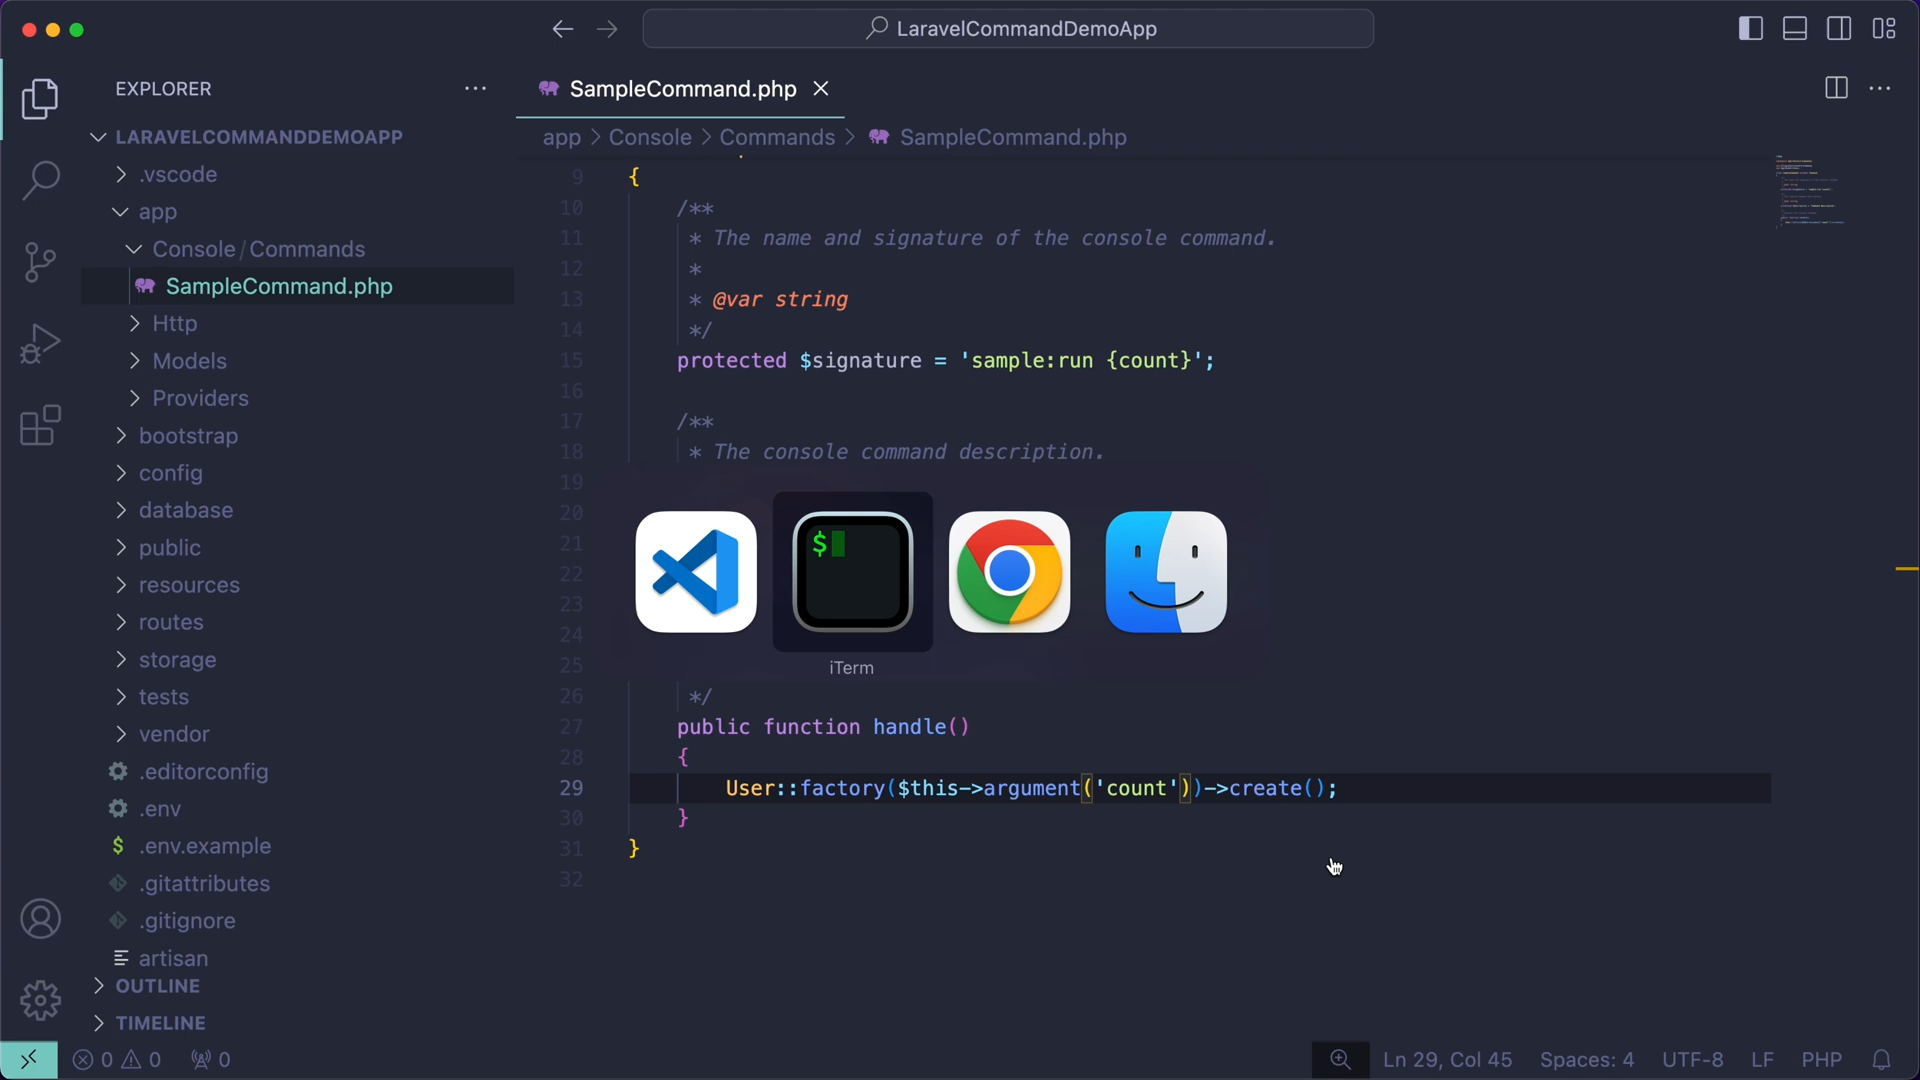 LaravelCommandDemoApp
EXPLORER
SampleCommand.php
app > Console > Commands > SampleCommand.php
LARAVELCOMMANDDEMOAPP
.vscode
app
Console / Commands
SampleCommand.php
Http
Models
Providers
bootstrap
config
database
public
resources
routes
storage
tests
vendor
.editorconfig
.env
$ .env.example
.gitattributes
.gitignore
artisan
OUTLINE
TIMELINE
9 {
10 /**
11 * The name and signature of the console command.
12 *
13 * @var string
14 */
15 protected $signature = 'sample:run {count}';
16
17 /**
18 * The console command description.
19
20
21
22
23
24
25
26 */
27 public function handle()
28 {
29 User::factory($this->argument('count'))->create();
30 }
31 }
32
$
iTerm
0 0 0
Ln 29, Col 45 Spaces: 4 UTF-8 LF PHP